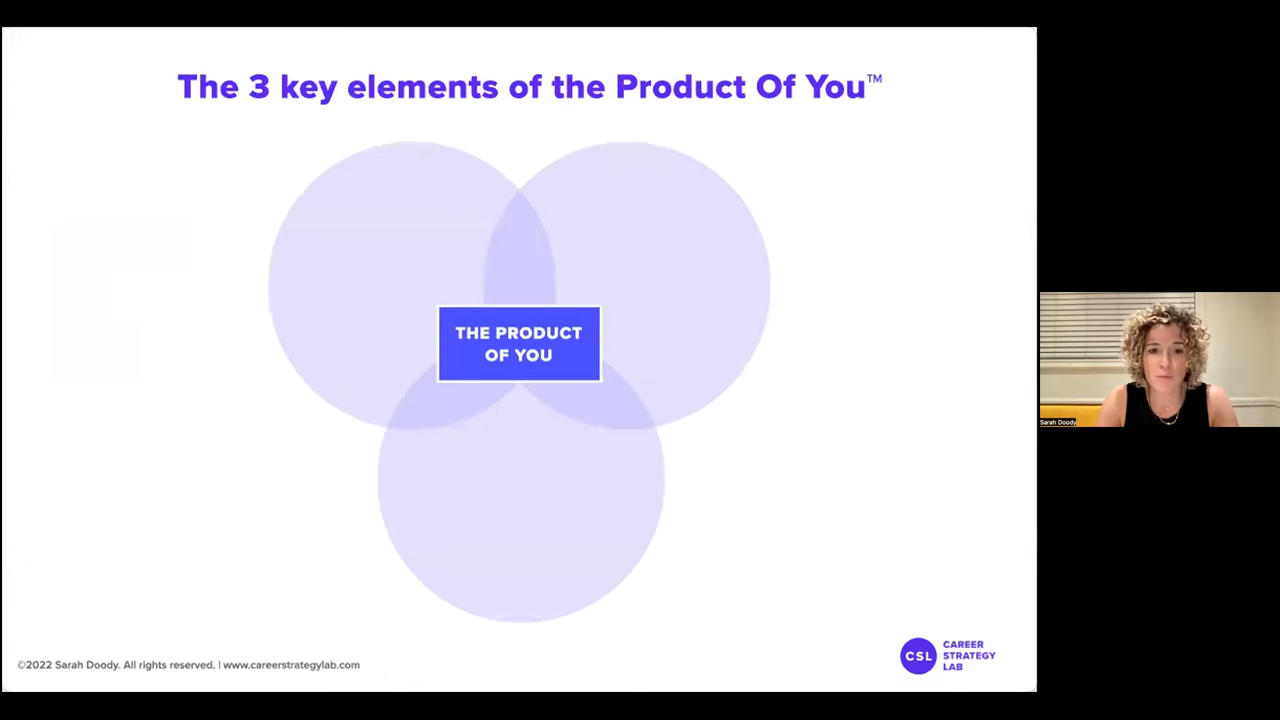 The 3 key elements of the Product Of You™
THE PRODUCT
OF YOU
Sarah Doody
©2022 Sarah Doody. All rights reserved. | www.careerstrategylab.com
CSL
CAREER
STRATEGY
LAB